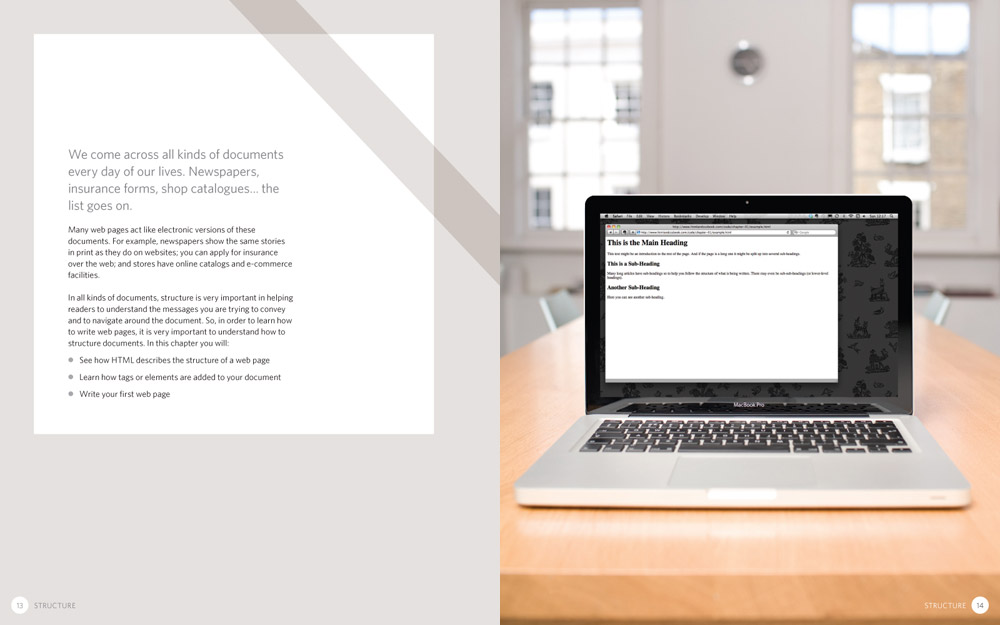 We come across all kinds of documents
every day of our lives. Newspapers,
insurance forms, shop catalogues... the
list goes on.
Many web pages act like electronic versions of these
documents. For example, newspapers show the same stories
in print as they do on websites; you can apply for insurance
over the web; and stores have online catalogs and e-commerce
facilities.
In all kinds of documents, structure is very important in helping
readers to understand the messages you are trying to convey
and to navigate around the document. So, in order to learn how
to write web pages, it is very important to understand how to
structure documents. In this chapter you will:
See how HTML describes the structure of a web page
Learn how tags or elements are added to your document
Write your first web page
13 STRUCTURE
Safari File Edit View History Bookmarks Develop Window Help
This is the Main Heading
This text might be an introduction to the rest of the page. And if the page is a long one it might be split up into several sub-headings.
This is a Sub-Heading
Many long articles have sub-headings so to help you follow the structure of what is being written. There may even be sub-sub-headings (or lower-level
headings).
Another Sub-Heading
Here you can see another sub-heading.
MacBook Pro
STRUCTURE 14